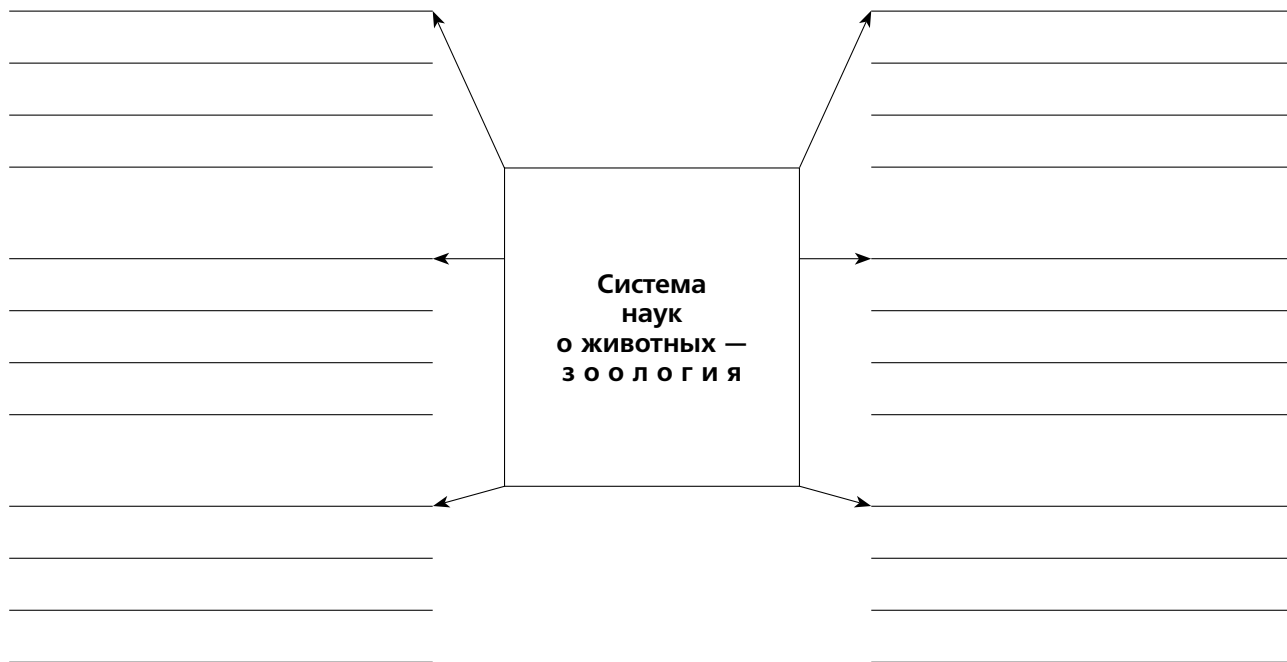 Система
наук
о животных —
з о о л о г и я